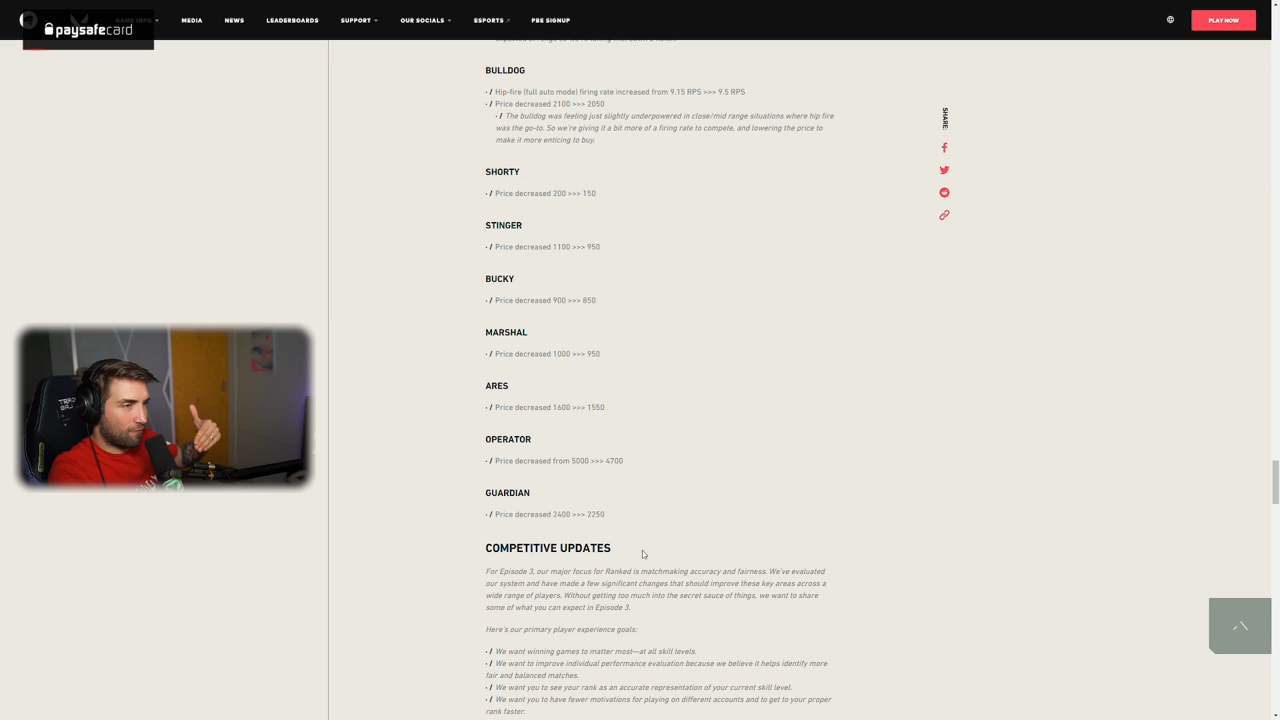 paysafecard
GAME INFO
MEDIA
NEWS
LEADERBOARDS
SUPPORT
OUR SOCIALS
ESPORTS
PBE SIGNUP
PLAY NOW
BULLDOG
/ Hip-fire (full auto mode) firing rate increased from 9.15 RPS >>> 9.5 RPS
/ Price decreased 2100 >>> 2050
/ The bulldog was feeling just slightly underpowered in close/mid range situations where hip fire
was the go-to. So we're giving it a bit more of a firing rate to compete, and lowering the price to
make it more enticing to buy.
SHARE:
SHORTY
/ Price decreased 200 >>> 150
STINGER
/ Price decreased 1100 >>> 950
BUCKY
/ Price decreased 900 >>> 850
MARSHAL
/ Price decreased 1000 >>> 950
ARES
/ Price decreased 1600 >>> 1550
OPERATOR
/ Price decreased from 5000 >>> 4700
GUARDIAN
/ Price decreased 2400 >>> 2250
COMPETITIVE UPDATES
For Episode 3, our major focus for Ranked is matchmaking accuracy and fairness. We've evaluated
our system and have made a few significant changes that should improve these key areas across a
wide range of players. Without getting too much into the secret sauce of things, we want to share
some of what you can expect in Episode 3.
Here's our primary player experience goals:
/ We want winning games to matter most—at all skill levels.
/ We want to improve individual performance evaluation because we believe it helps identify more
fair and balanced matches.
/ We want you to see your rank as an accurate representation of your current skill level.
/ We want you to have fewer motivations for playing on different accounts and to get to your proper
rank faster.